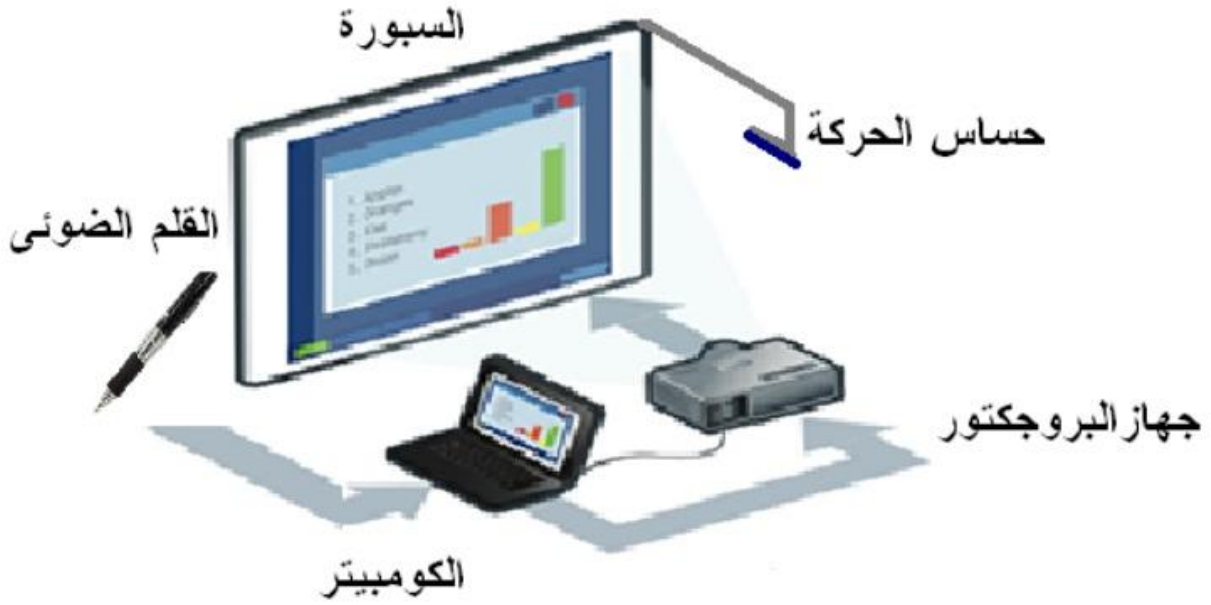 السبورة
حساس الحركة
القلم الضوئى
جهاز البروجكتور
الكومبيتر